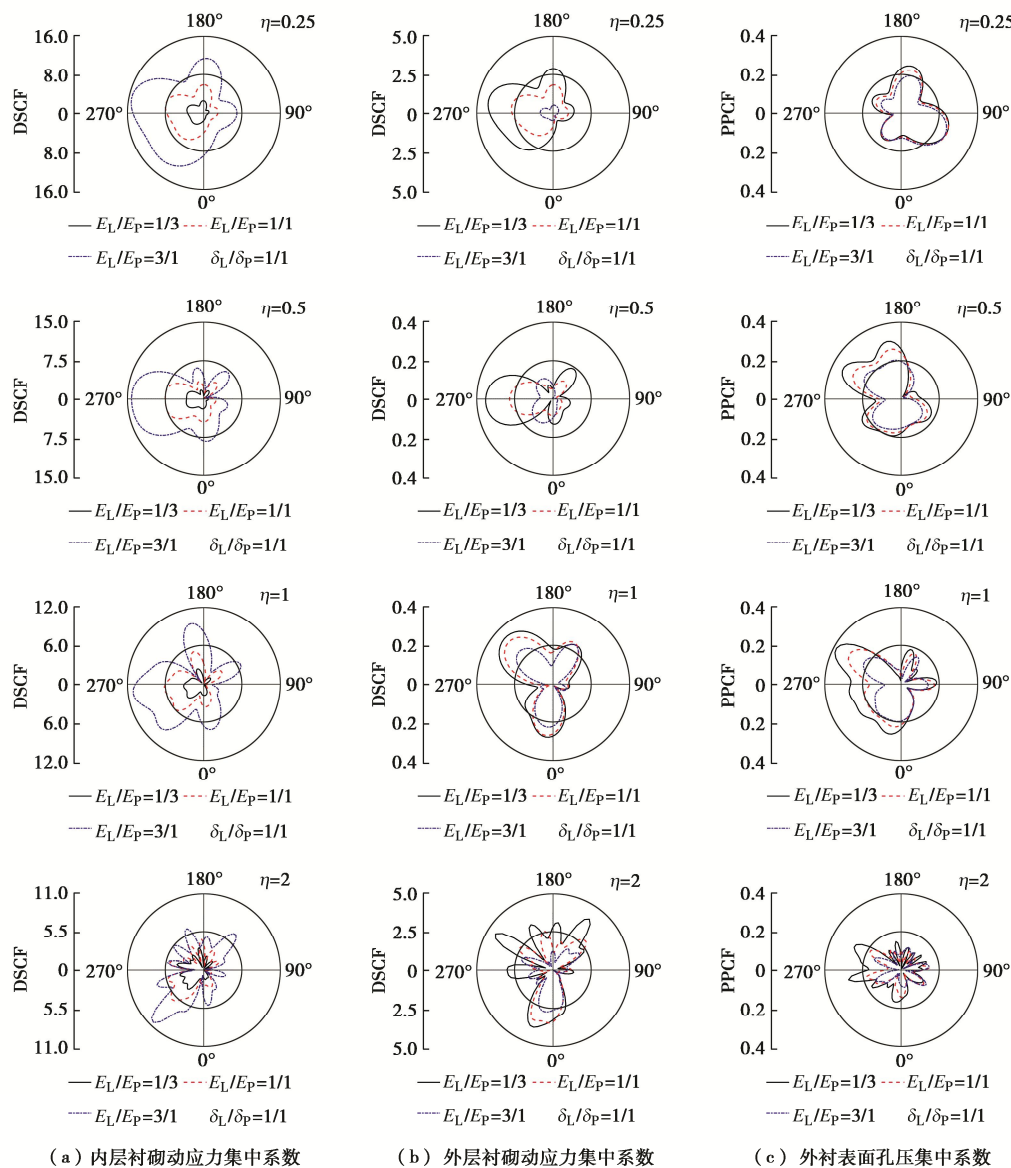 180° η=0.25 180° η=0.25 180° η=0.25
16.0 5.0 0.4
8.0 2.5 0.2
DSCF 0 270° 90° DSCF 0 270° 90° PPCF 0 270° 90°
8.0 2.5 0.2
16.0 5.0 0.4
0° 0° 0°
E_L/E_P=1/3 E_L/E_P=1/1 E_L/E_P=1/3 E_L/E_P=1/1 E_L/E_P=1/3 E_L/E_P=1/1
E_L/E_P=3/1 δ_L/δ_P=1/1 E_L/E_P=3/1 δ_L/δ_P=1/1 E_L/E_P=3/1 δ_L/δ_P=1/1
180° η=0.5 180° η=0.5 180° η=0.5
15.0 0.4 0.4
7.5 0.2 0.2
DSCF 0 270° 90° DSCF 0 270° 90° PPCF 0 270° 90°
7.5 0.2 0.2
15.0 0.4 0.4
0° 0° 0°
E_L/E_P=1/3 E_L/E_P=1/1 E_L/E_P=1/3 E_L/E_P=1/1 E_L/E_P=1/3 E_L/E_P=1/1
E_L/E_P=3/1 δ_L/δ_P=1/1 E_L/E_P=3/1 δ_L/δ_P=1/1 E_L/E_P=3/1 δ_L/δ_P=1/1
180° η=1 180° η=1 180° η=1
12.0 0.4 0.4
6.0 0.2 0.2
DSCF 0 270° 90° DSCF 0 270° 90° PPCF 0 270° 90°
6.0 0.2 0.2
12.0 0.4 0.4
0° 0° 0°
E_L/E_P=1/3 E_L/E_P=1/1 E_L/E_P=1/3 E_L/E_P=1/1 E_L/E_P=1/3 E_L/E_P=1/1
E_L/E_P=3/1 δ_L/δ_P=1/1 E_L/E_P=3/1 δ_L/δ_P=1/1 E_L/E_P=3/1 δ_L/δ_P=1/1
180° η=2 180° η=2 180° η=2
11.0 5.0 0.4
5.5 2.5 0.2
DSCF 0 270° 90° DSCF 0 270° 90° PPCF 0 270° 90°
5.5 2.5 0.2
11.0 5.0 0.4
0° 0° 0°
E_L/E_P=1/3 E_L/E_P=1/1 E_L/E_P=1/3 E_L/E_P=1/1 E_L/E_P=1/3 E_L/E_P=1/1
E_L/E_P=3/1 δ_L/δ_P=1/1 E_L/E_P=3/1 δ_L/δ_P=1/1 E_L/E_P=3/1 δ_L/δ_P=1/1
（a）内层衬砌动应力集中系数 （b）外层衬砌动应力集中系数 （c）外衬表面孔压集中系数